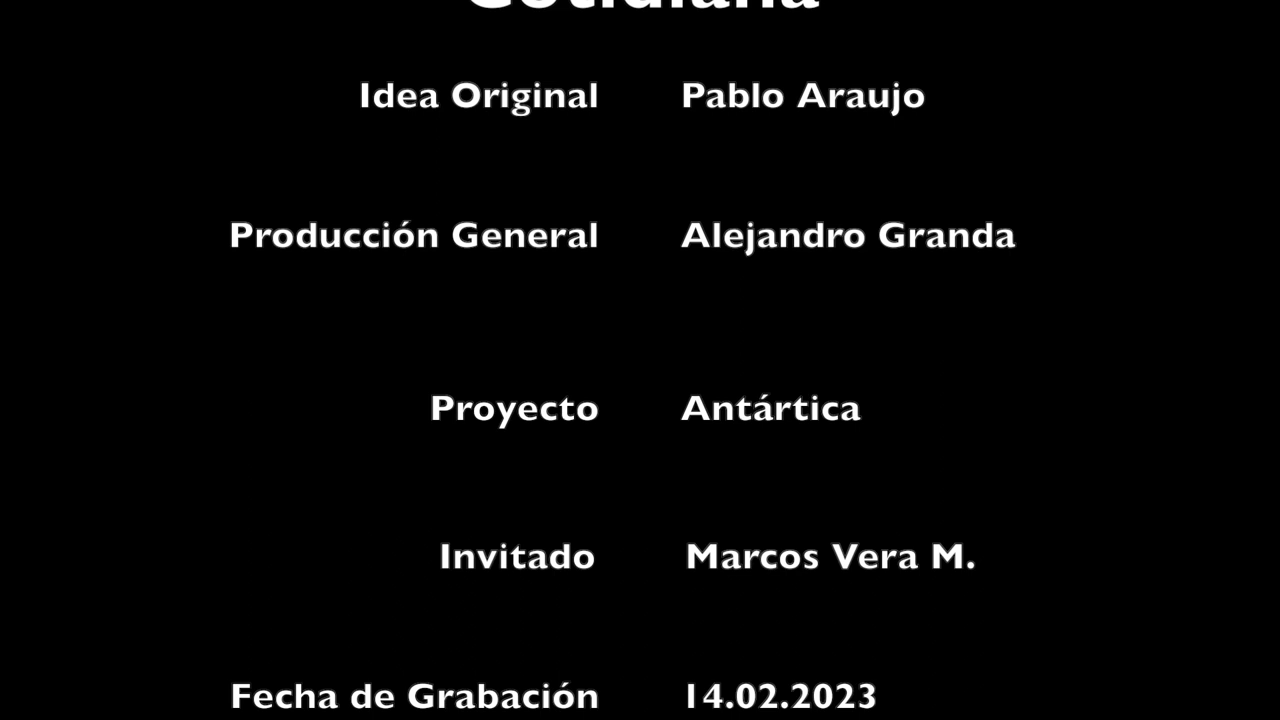 Cotidiana
Idea Original Pablo Araujo
Producción General Alejandro Granda
Proyecto Antártica
Invitado Marcos Vera M.
Fecha de Grabación 14.02.2023